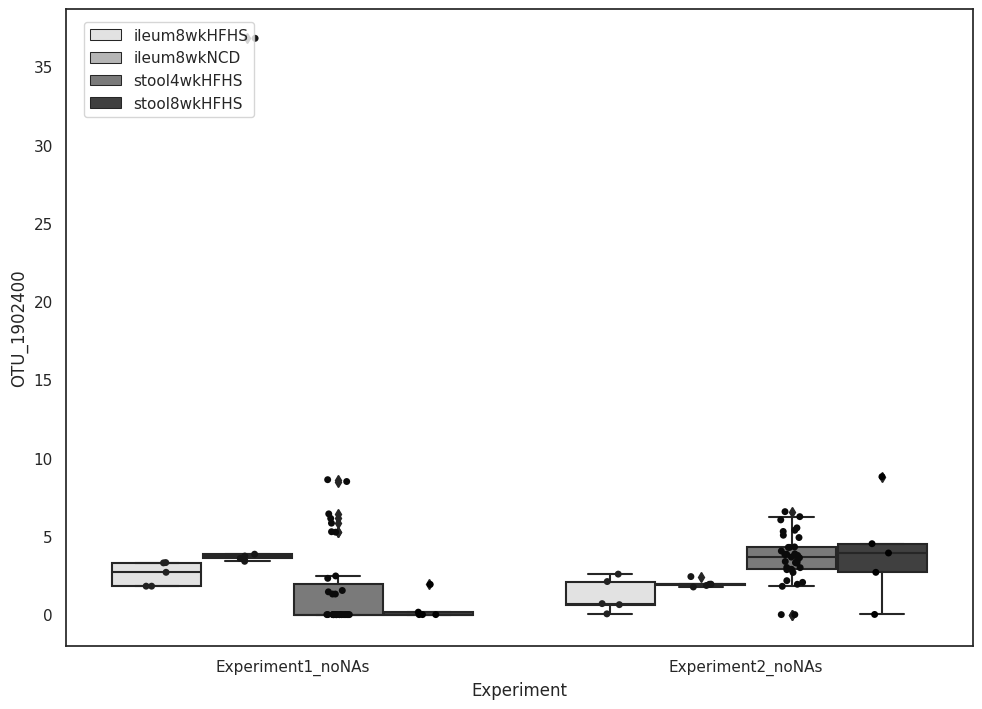 ileum8wkHFHS
ileum8wkNCD
stool4wkHFHS
stool8wkHFHS
35
30
25
20
15
10
5
0
OTU_1902400
Experiment1_noNAs
Experiment2_noNAs
Experiment